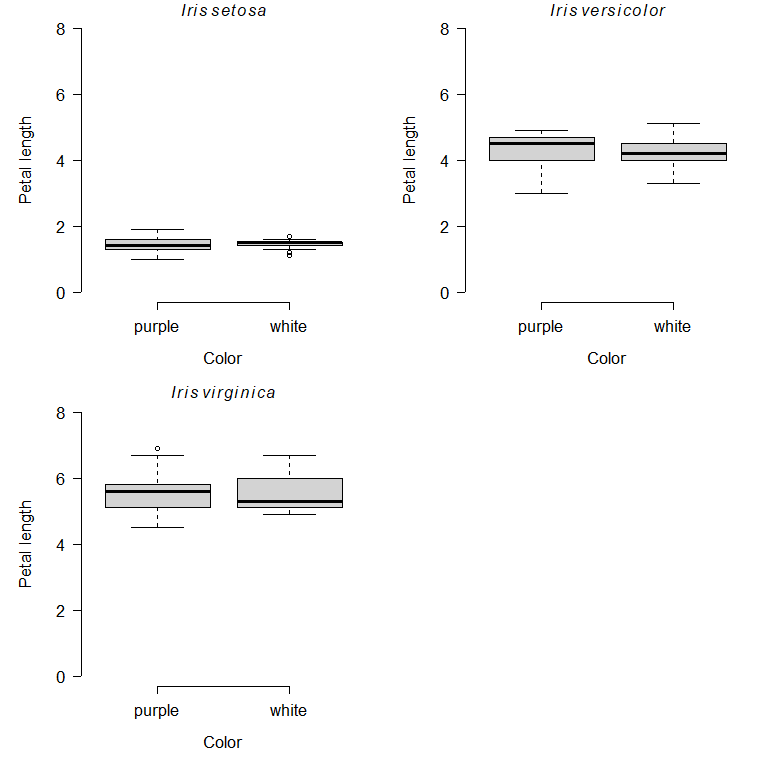 Iris setosa
8
6
4
2
0
Petal length
purple white
Color
Iris versicolor
8
6
4
2
0
Petal length
purple white
Color
Iris virginica
8
6
4
2
0
Petal length
purple white
Color